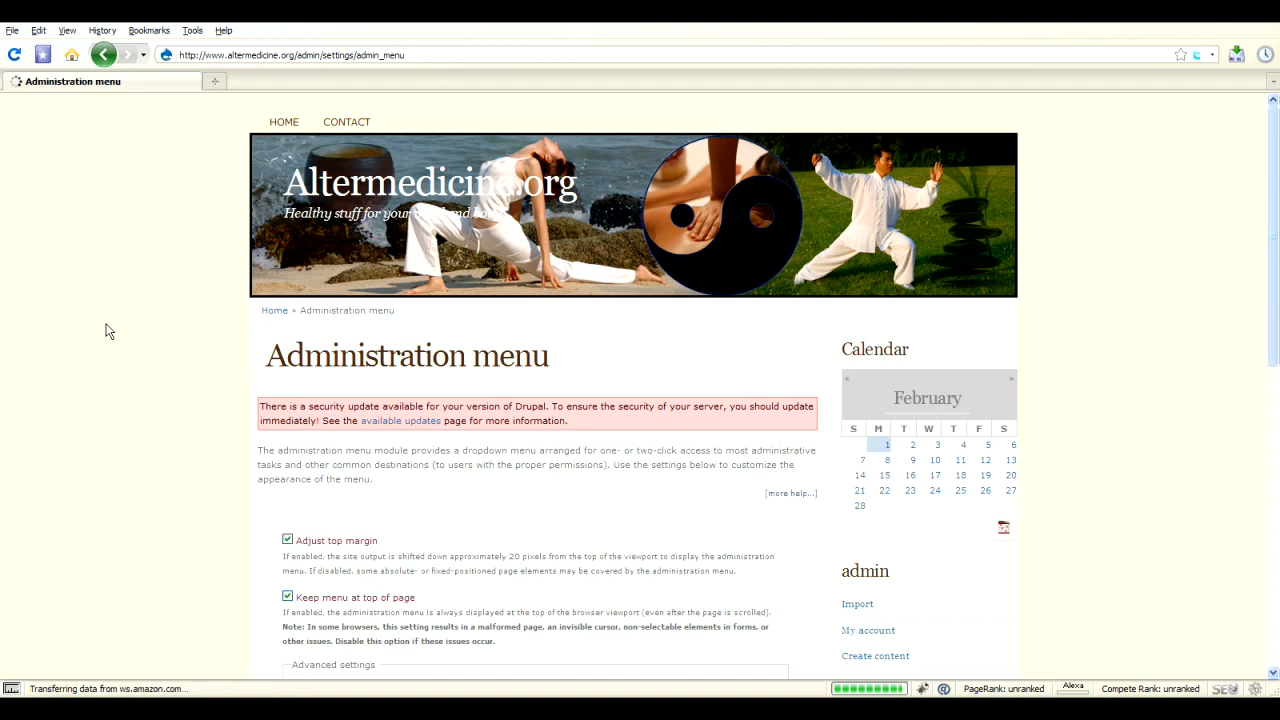 File Edit View History Bookmarks Tools Help
http://www.altermedicine.org/admin/settings/admin_menu
Administration menu
HOME CONTACT
Altermedicine.org
Healthy stuff for your
Home » Administration menu
Administration menu
There is a security update available for your version of Drupal. To ensure the security of your server, you should update
immediately! See the available updates page for more information.
The administration menu module provides a dropdown menu arranged for one- or two-click access to most administrative
tasks and other common destinations (to users with the proper permissions). Use the settings below to customize the
appearance of the menu.
[more help...]
Adjust top margin
If enabled, the site output is shifted down approximately 20 pixels from the top of the viewport to display the administration
menu. If disabled, some absolute- or fixed-positioned page elements may be covered by the administration menu.
Keep menu at top of page
If enabled, the administration menu is always displayed at the top of the browser viewport (even after the page is scrolled).
Note: In some browsers, this setting results in a malformed page, an invisible cursor, non-selectable elements in forms, or
other issues. Disable this option if these issues occur.
Advanced settings
Calendar
« »
February
S M T W T F S
1 2 3 4 5 6
7 8 9 10 11 12 13
14 15 16 17 18 19 20
21 22 23 24 25 26 27
28
admin
Import
My account
Create content
Transferring data from ws.amazon.com... PageRank: unranked Alexa Compete Rank: unranked SEO